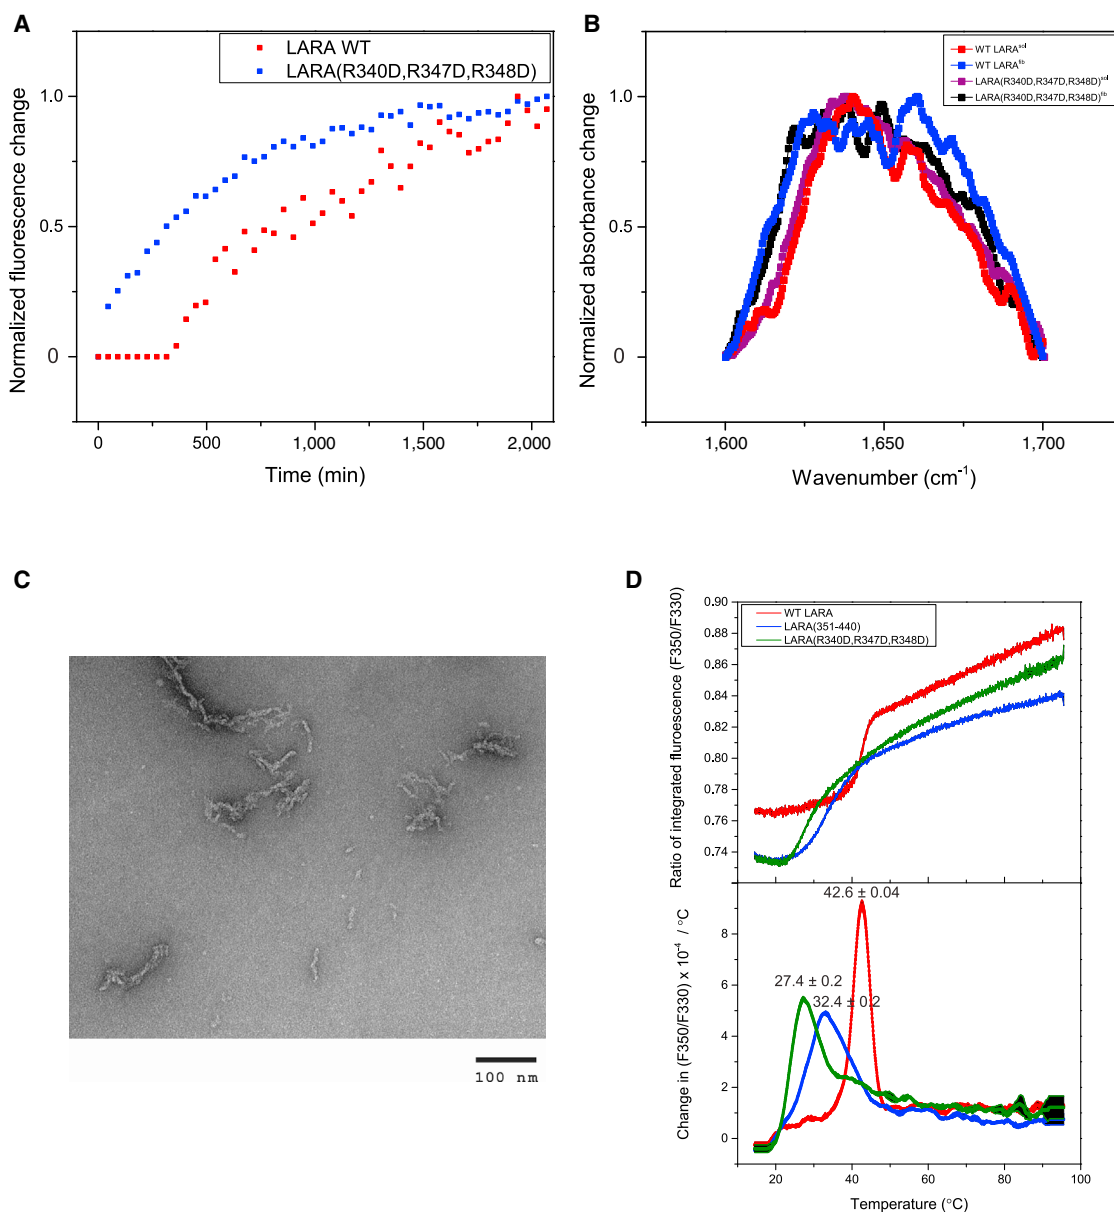 A
LARA WT
LARA(R340D,R347D,R348D)
Normalized fluorescence change
1.0
0.5
0
0
500
1,000
1,500
2,000
Time (min)
B
WT LARA^sol
WT LARA^fib
LARA(R340D,R347D,R348D)^sol
LARA(R340D,R347D,R348D)^fib
Normalized absorbance change
1.0
0.5
0
1,600
1,650
1,700
Wavenumber (cm⁻¹)
C
100 nm
D
WT LARA
LARA(351-440)
LARA(R340D,R347D,R348D)
Ratio of integrated fluroescence (F350/F330)
0.90
0.88
0.86
0.84
0.82
0.80
0.78
0.76
0.74
42.6 ± 0.04
27.4 ± 0.2
32.4 ± 0.2
Change in (F350/F330) x 10⁻⁴ / °C
8
6
4
2
0
20
40
60
80
100
Temperature (°C)